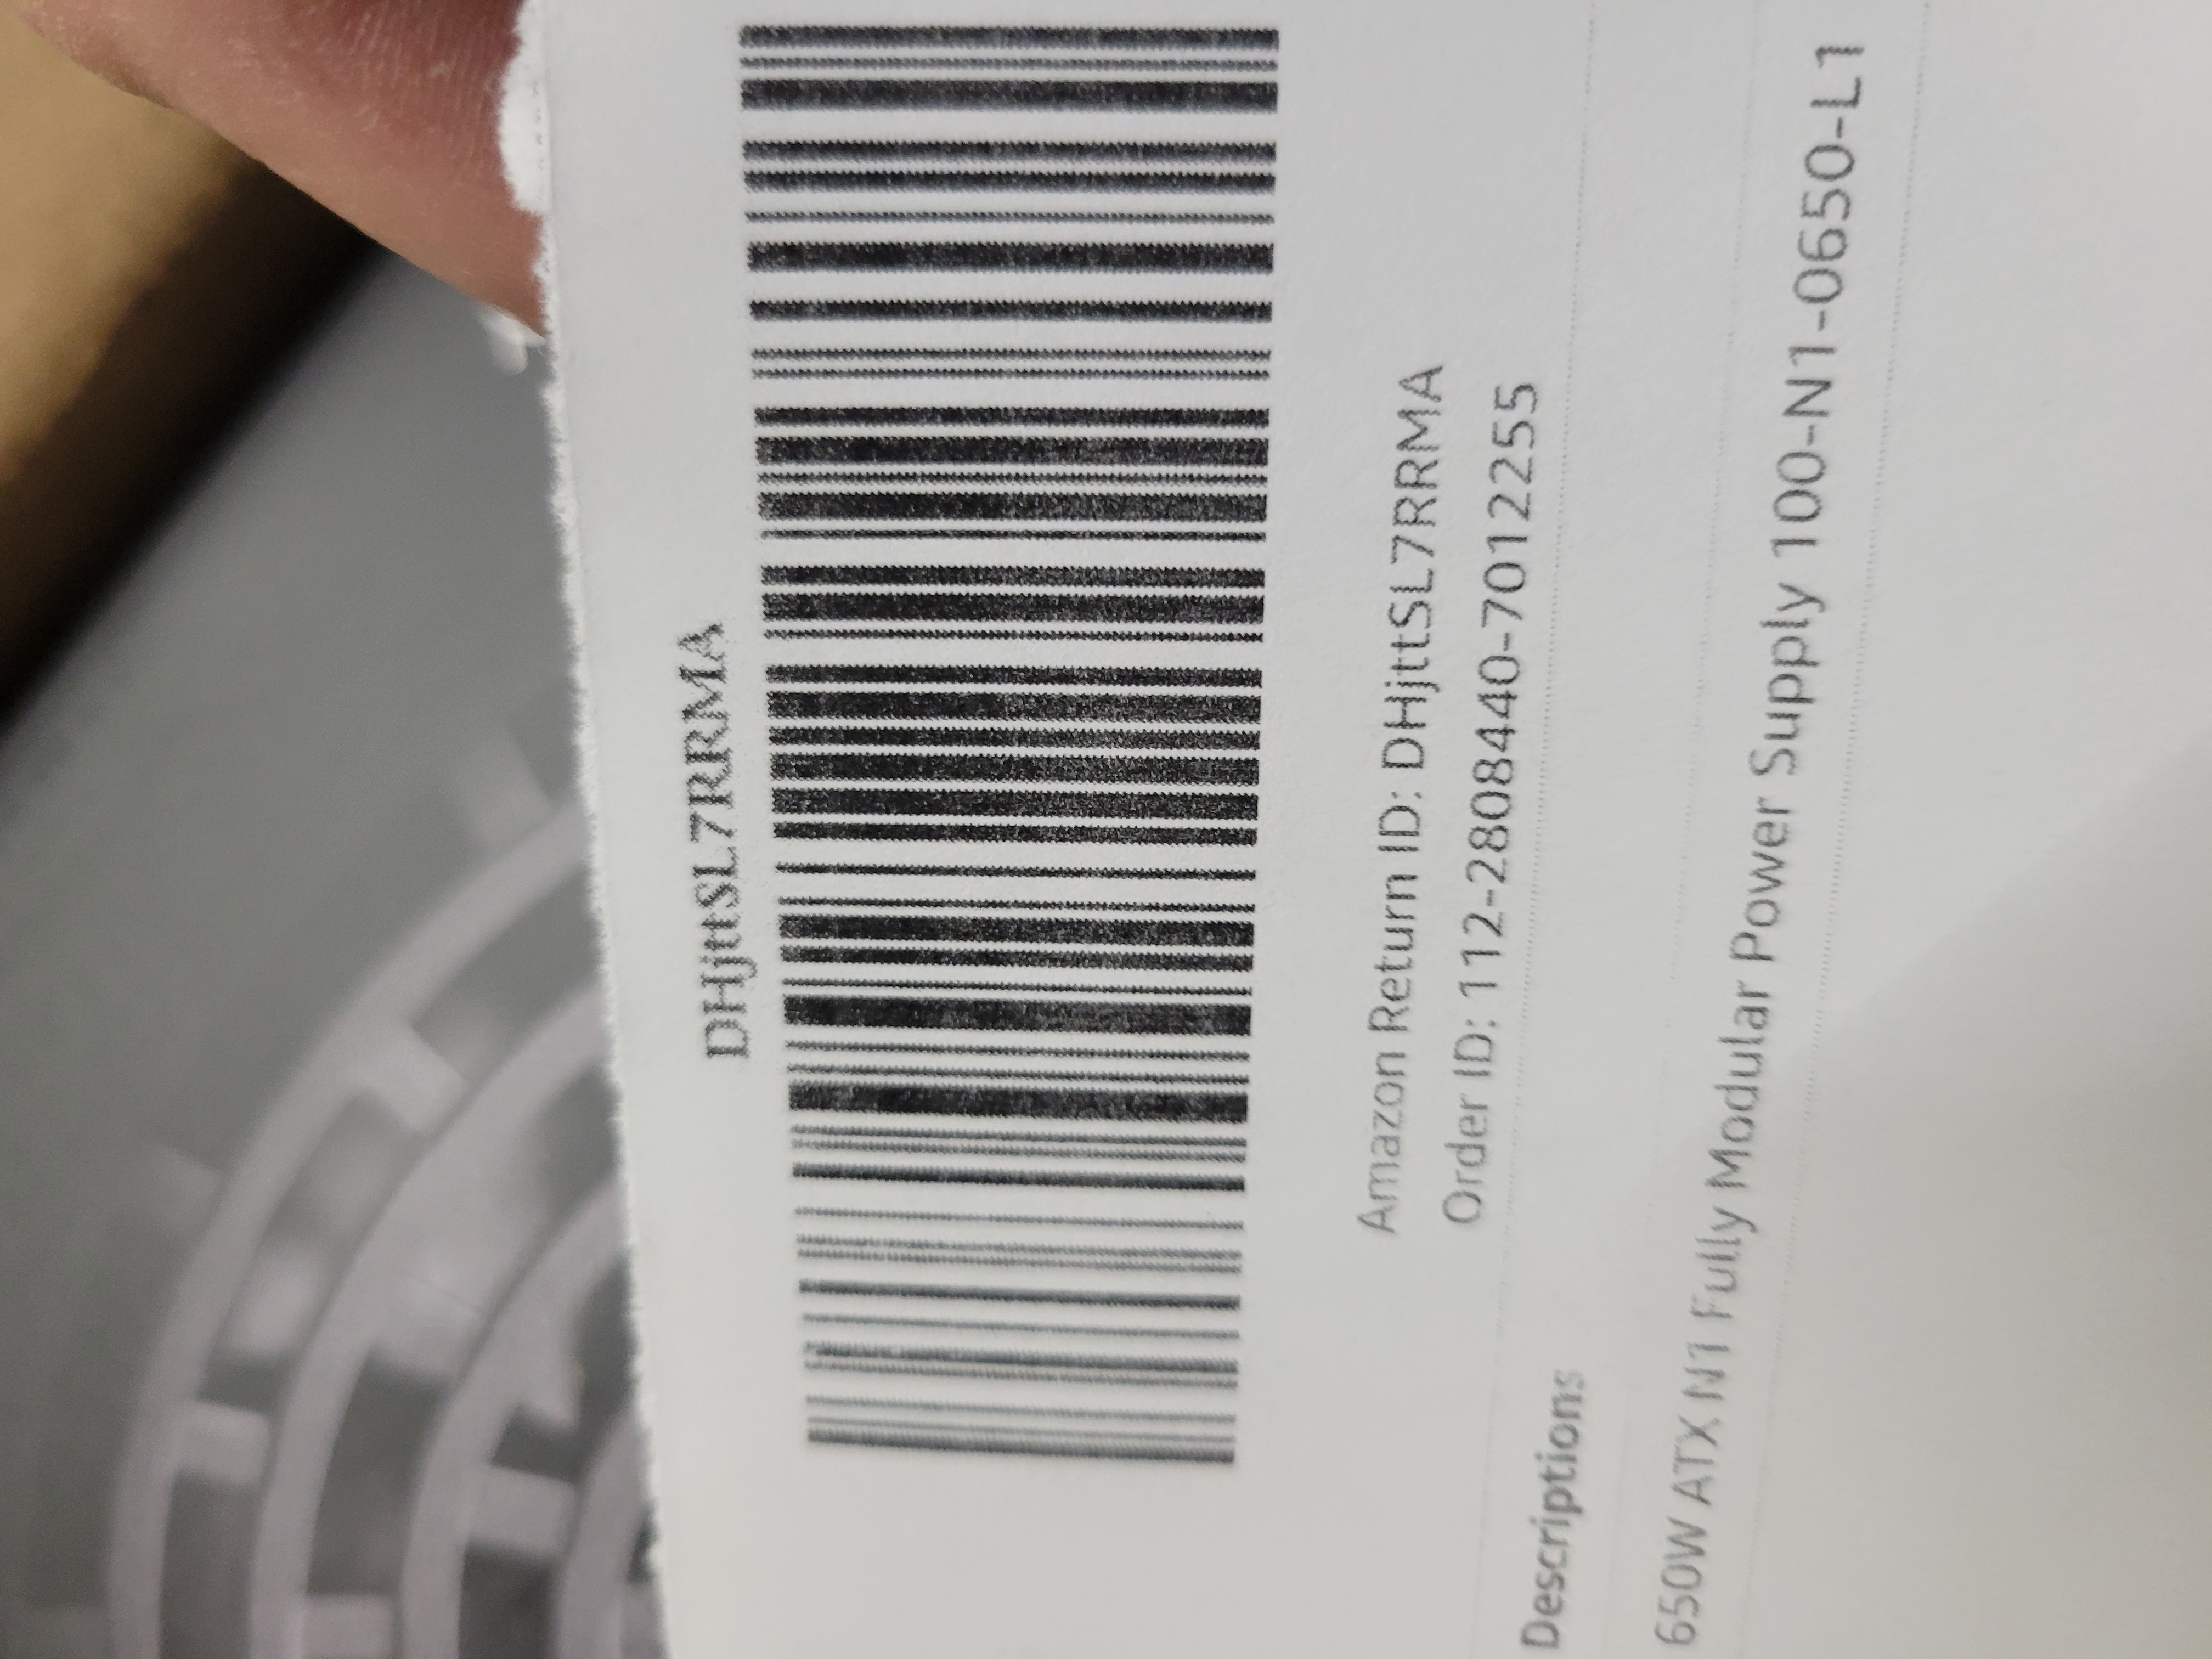 DHjttSL7RRMA
Amazon Return ID: DHjttSL7RRMA
Order ID: 112-2808440-7012255
Descriptions
650W ATX N1 Fully Modular Power Supply 100-N1-0650-L1